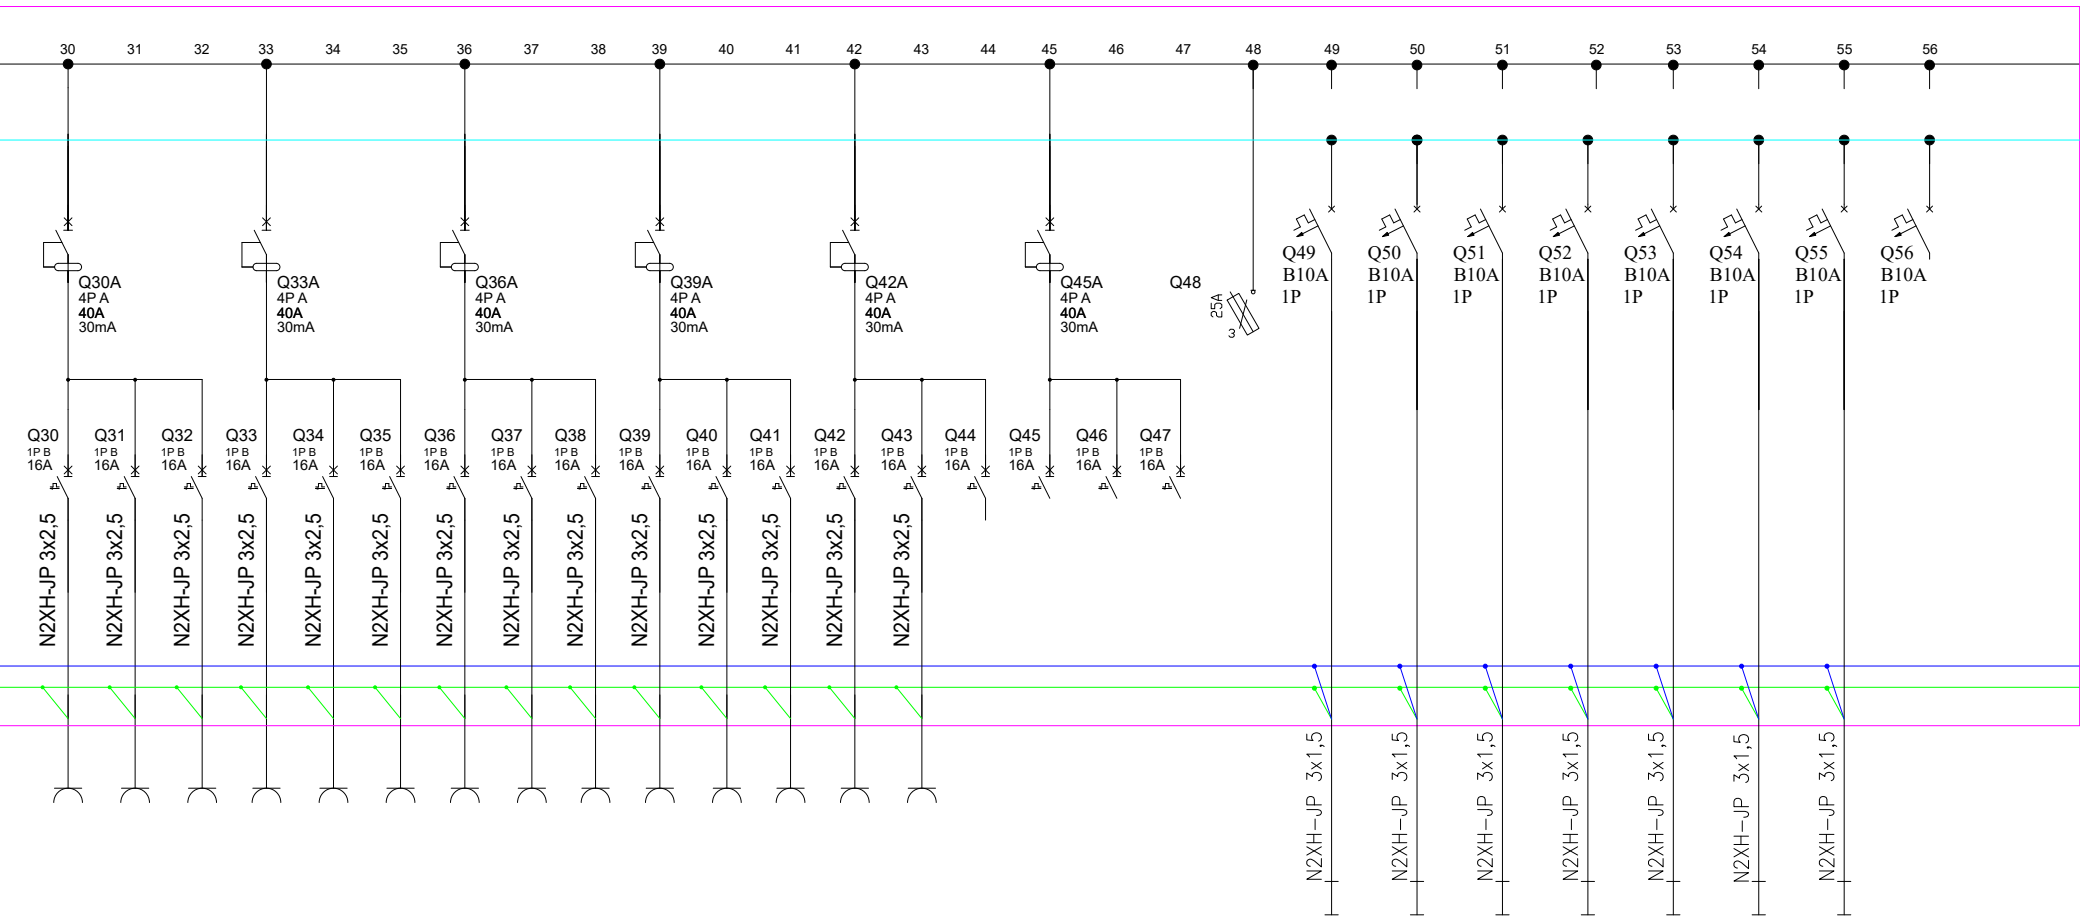 30 31 32 33 34 35 36 37 38 39 40 41 42 43 44 45 46 47 48 49 50 51 52 53 54 55 56
Q49 Q50 Q51 Q52 Q53 Q54 Q55 Q56
B10A B10A B10A B10A B10A B10A B10A B10A
1P 1P 1P 1P 1P 1P 1P 1P
Q30A Q33A Q36A Q39A Q42A Q45A Q48
4P A 4P A 4P A 4P A 4P A 4P A
40A 40A 40A 40A 40A 40A
30mA 30mA 30mA 30mA 30mA 30mA
25A
3
Q30 Q31 Q32 Q33 Q34 Q35 Q36 Q37 Q38 Q39 Q40 Q41 Q42 Q43 Q44 Q45 Q46 Q47
1P B 1P B 1P B 1P B 1P B 1P B 1P B 1P B 1P B 1P B 1P B 1P B 1P B 1P B 1P B 1P B 1P B 1P B
16A 16A 16A 16A 16A 16A 16A 16A 16A 16A 16A 16A 16A 16A 16A 16A 16A 16A
N2XH-JP 3x2,5
N2XH-JP 3x2,5
N2XH-JP 3x2,5
N2XH-JP 3x2,5
N2XH-JP 3x2,5
N2XH-JP 3x2,5
N2XH-JP 3x2,5
N2XH-JP 3x2,5
N2XH-JP 3x2,5
N2XH-JP 3x2,5
N2XH-JP 3x2,5
N2XH-JP 3x2,5
N2XH-JP 3x2,5
N2XH-JP 3x2,5
N2XH-JP 3x1,5
N2XH-JP 3x1,5
N2XH-JP 3x1,5
N2XH-JP 3x1,5
N2XH-JP 3x1,5
N2XH-JP 3x1,5
N2XH-JP 3x1,5